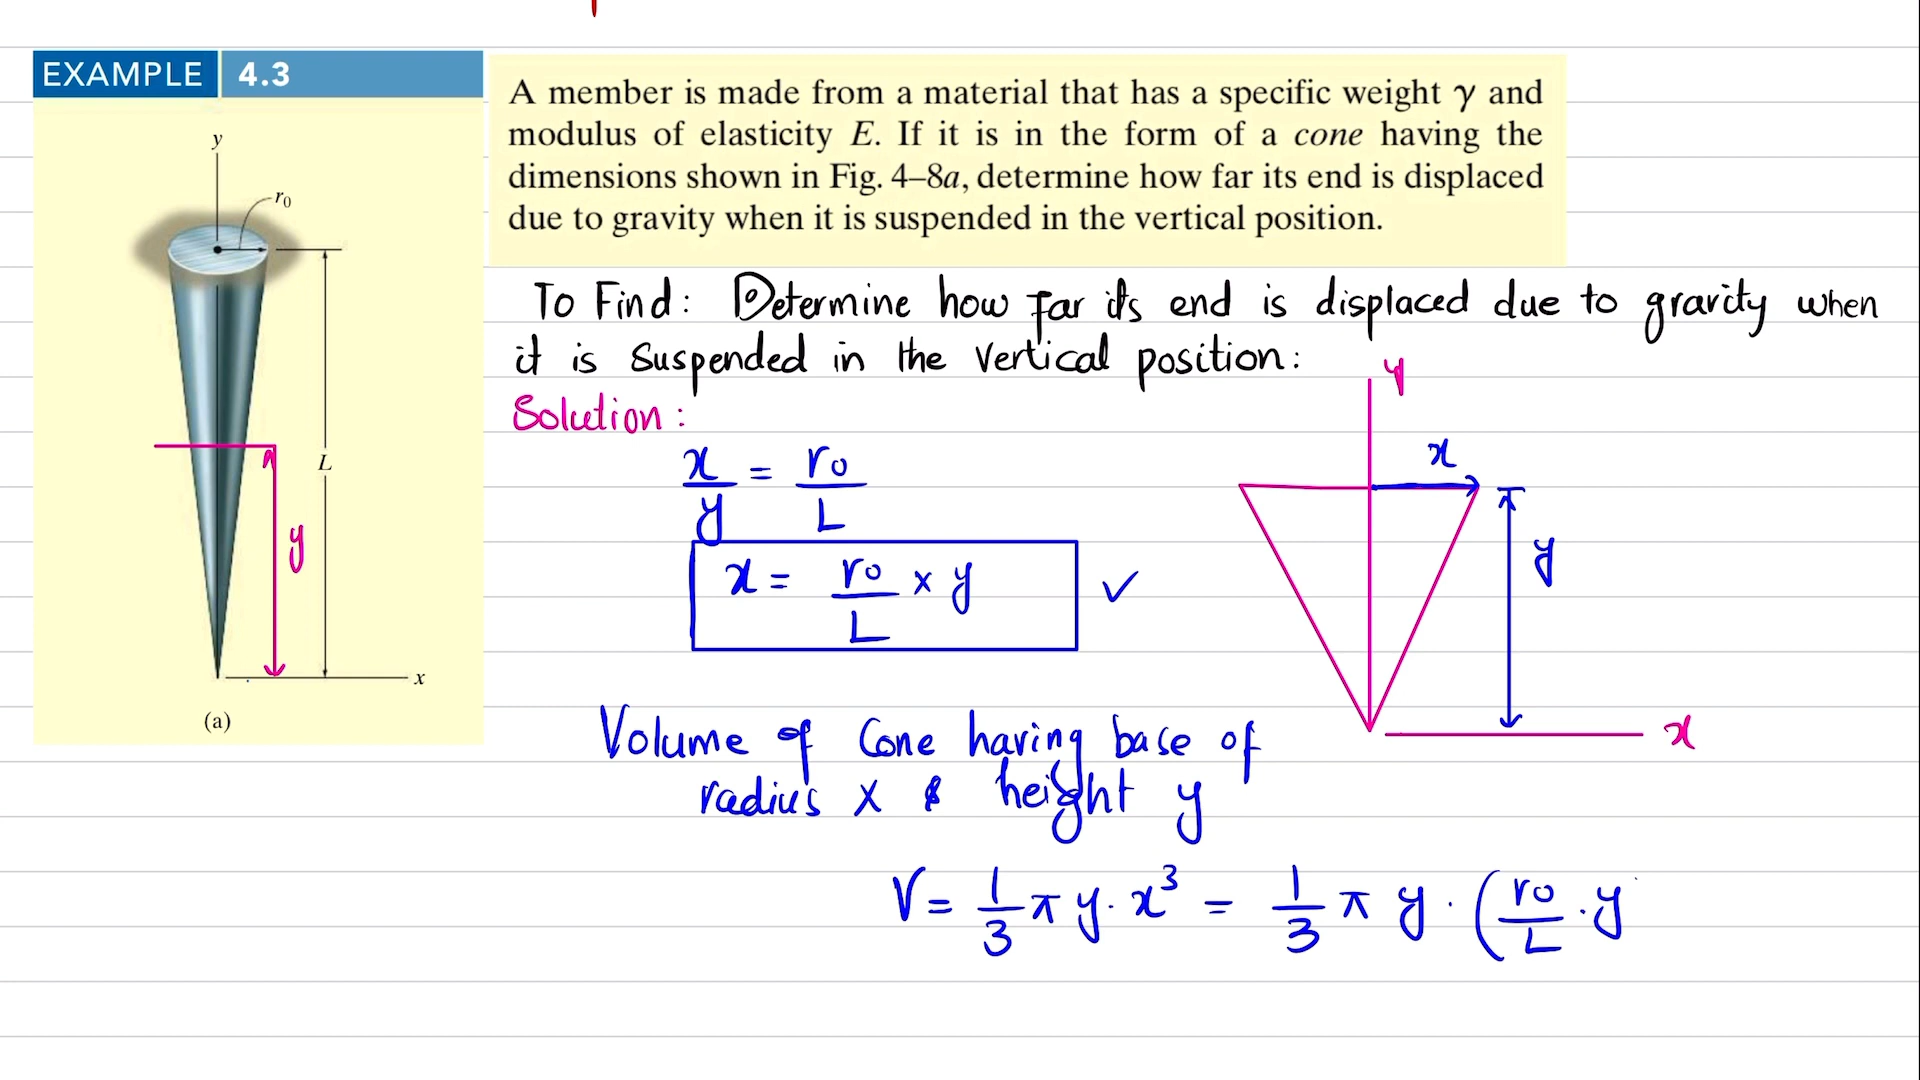 EXAMPLE 4.3
A member is made from a material that has a specific weight γ and
modulus of elasticity E. If it is in the form of a cone having the
dimensions shown in Fig. 4–8a, determine how far its end is displaced
due to gravity when it is suspended in the vertical position.
y
r₀
L
y
x
(a)
To Find: Determine how far its end is displaced due to gravity when
it is suspended in the vertical position:
Solution:
x/y = r₀/L
x = r₀/L × y ✓
y
x
y
x
Volume of Cone having base of
radius x & height y
V = 1/3 π y · x³ = 1/3 π y · (r₀/L · y